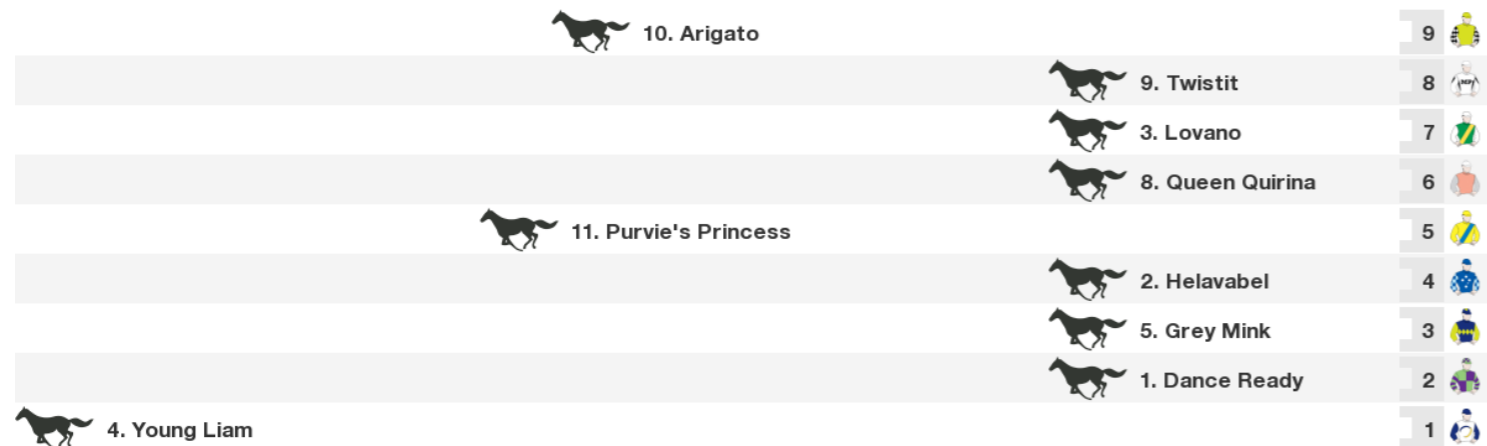 10. Arigato 9
9. Twistit 8
3. Lovano 7
8. Queen Quirina 6
11. Purvie's Princess 5
2. Helavabel 4
5. Grey Mink 3
1. Dance Ready 2
4. Young Liam 1